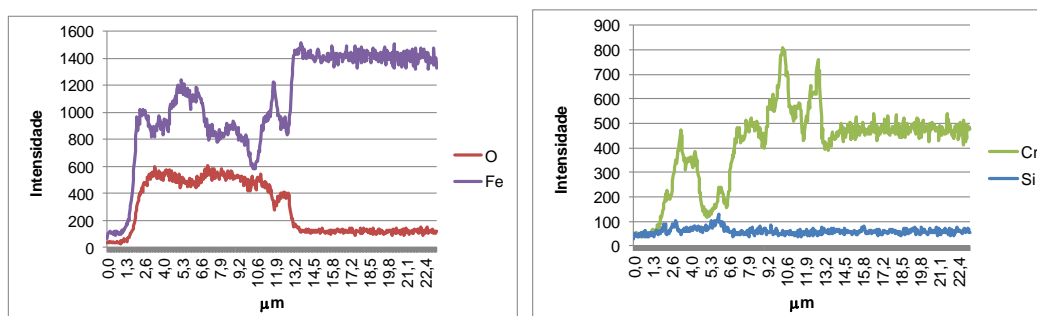 1600
1400
1200
1000
800
600
400
200
0
Intensidade
0,0 1,3 2,6 3,9 5,3 6,6 7,9 9,2 10,6 11,9 13,2 14,5 15,8 17,2 18,5 19,8 21,1 22,4
μm
O
Fe
900
800
700
600
500
400
300
200
100
0
Intensidade
0,0 1,3 2,6 4,0 5,3 6,6 7,9 9,2 10,6 11,9 13,2 14,5 15,8 17,2 18,5 19,8 21,1 22,4
μm
Cr
Si